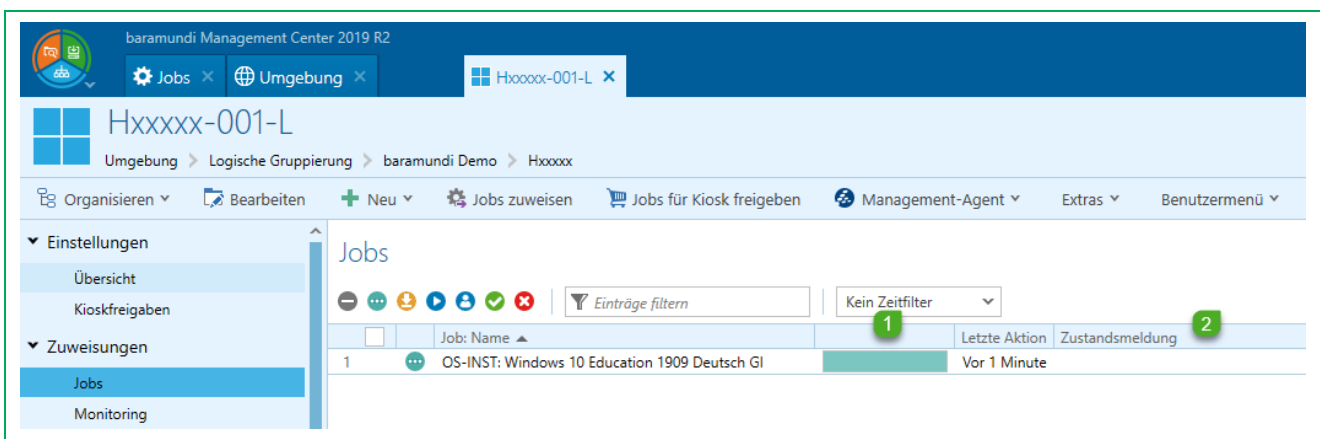 baramundi Management Center 2019 R2
Jobs Umgebung Hxxxxx-001-L
Hxxxxx-001-L
Umgebung > Logische Gruppierung > baramundi Demo > Hxxxxx
Organisieren Bearbeiten Neu Jobs zuweisen Jobs für Kiosk freigeben Management-Agent Extras Benutzermenü
Einstellungen
Übersicht
Kioskfreigaben
Zuweisungen
Jobs
Monitoring
Jobs
Einträge filtern Kein Zeitfilter
1 2
Job: Name Letzte Aktion Zustandsmeldung
1 OS-INST: Windows 10 Education 1909 Deutsch GI Vor 1 Minute